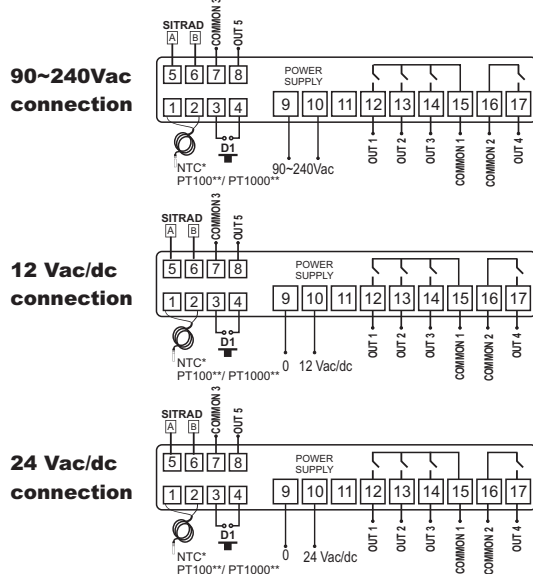 90~240Vac
connection
SITRAD
A B
COMMON 3
OUT 5
5 6 7 8
POWER
SUPPLY
1 2 3 4
9 10 11 12 13 14 15 16 17
NTC*
PT100**/ PT1000**
D1
90~240Vac
OUT 1
OUT 2
OUT 3
COMMON 1
COMMON 2
OUT 4
12 Vac/dc
connection
SITRAD
A B
COMMON 3
OUT 5
5 6 7 8
POWER
SUPPLY
1 2 3 4
9 10 11 12 13 14 15 16 17
NTC*
PT100**/ PT1000**
D1
0 12 Vac/dc
OUT 1
OUT 2
OUT 3
COMMON 1
COMMON 2
OUT 4
24 Vac/dc
connection
SITRAD
A B
COMMON 3
OUT 5
5 6 7 8
POWER
SUPPLY
1 2 3 4
9 10 11 12 13 14 15 16 17
NTC*
PT100**/ PT1000**
D1
0 24 Vac/dc
OUT 1
OUT 2
OUT 3
COMMON 1
COMMON 2
OUT 4